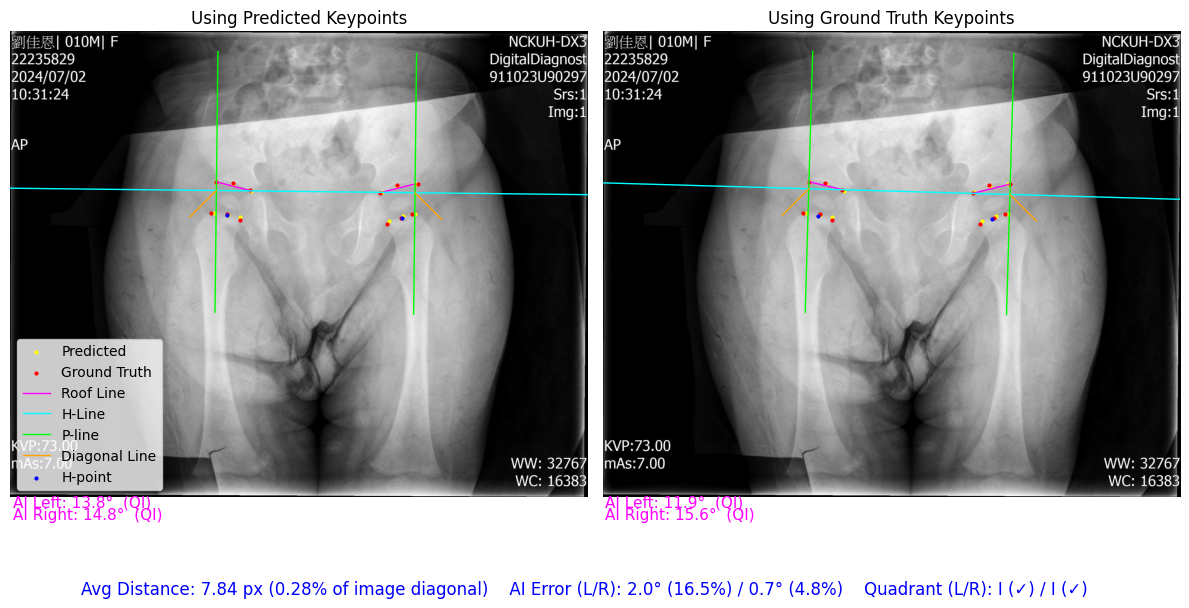 Using Predicted Keypoints
劉佳恩| 010M| F
22235829
2024/07/02
10:31:24
AP
NCKUH-DX3
DigitalDiagnost
911023U90297
Srs:1
Img:1
Predicted
Ground Truth
Roof Line
H-Line
P-line
Diagonal Line
H-point
KVP:73.00
mAs:7.00
WW: 32767
WC: 16383
AI Left: 13.8° (QI)
AI Right: 14.8° (QI)
Using Ground Truth Keypoints
劉佳恩| 010M| F
22235829
2024/07/02
10:31:24
AP
NCKUH-DX3
DigitalDiagnost
911023U90297
Srs:1
Img:1
KVP:73.00
mAs:7.00
WW: 32767
WC: 16383
AI Left: 11.9° (QI)
AI Right: 15.6° (QI)
Avg Distance: 7.84 px (0.28% of image diagonal) AI Error (L/R): 2.0° (16.5%) / 0.7° (4.8%) Quadrant (L/R): I (✓) / I (✓)